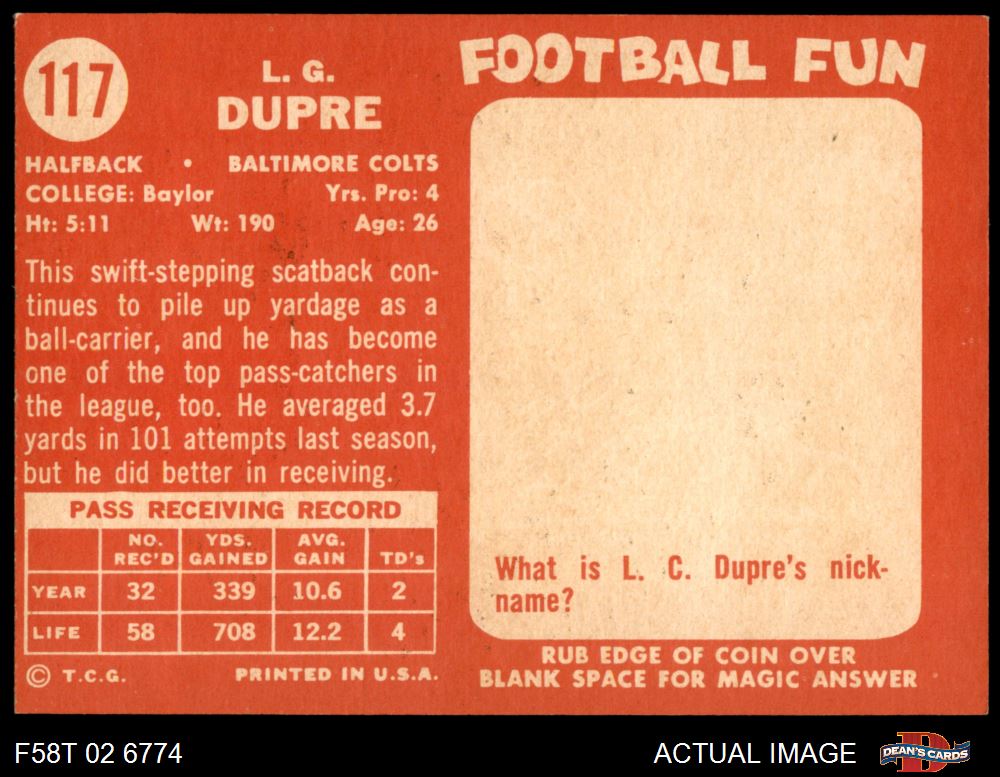 117
L. G.
DUPRE
HALFBACK • BALTIMORE COLTS
COLLEGE: Baylor Yrs. Pro: 4
Ht: 5:11 Wt: 190 Age: 26
This swift-stepping scatback con-
tinues to pile up yardage as a
ball-carrier, and he has become
one of the top pass-catchers in
the league, too. He averaged 3.7
yards in 101 attempts last season,
but he did better in receiving.
PASS RECEIVING RECORD
NO. REC'D YDS. GAINED AVG. GAIN TD's
YEAR 32 339 10.6 2
LIFE 58 708 12.2 4
© T.C.G. PRINTED IN U.S.A.
FOOTBALL FUN
What is L. C. Dupre's nick-
name?
RUB EDGE OF COIN OVER
BLANK SPACE FOR MAGIC ANSWER
F58T 02 6774
ACTUAL IMAGE
DEAN'S CARDS